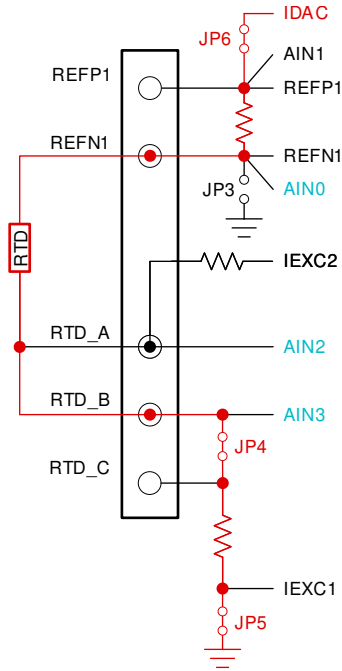 IDAC
JP6
AIN1
REFP1
REFP1
REFN1
REFN1
JP3
AIN0
RTD
IEXC2
RTD_A
AIN2
RTD_B
AIN3
JP4
RTD_C
IEXC1
JP5